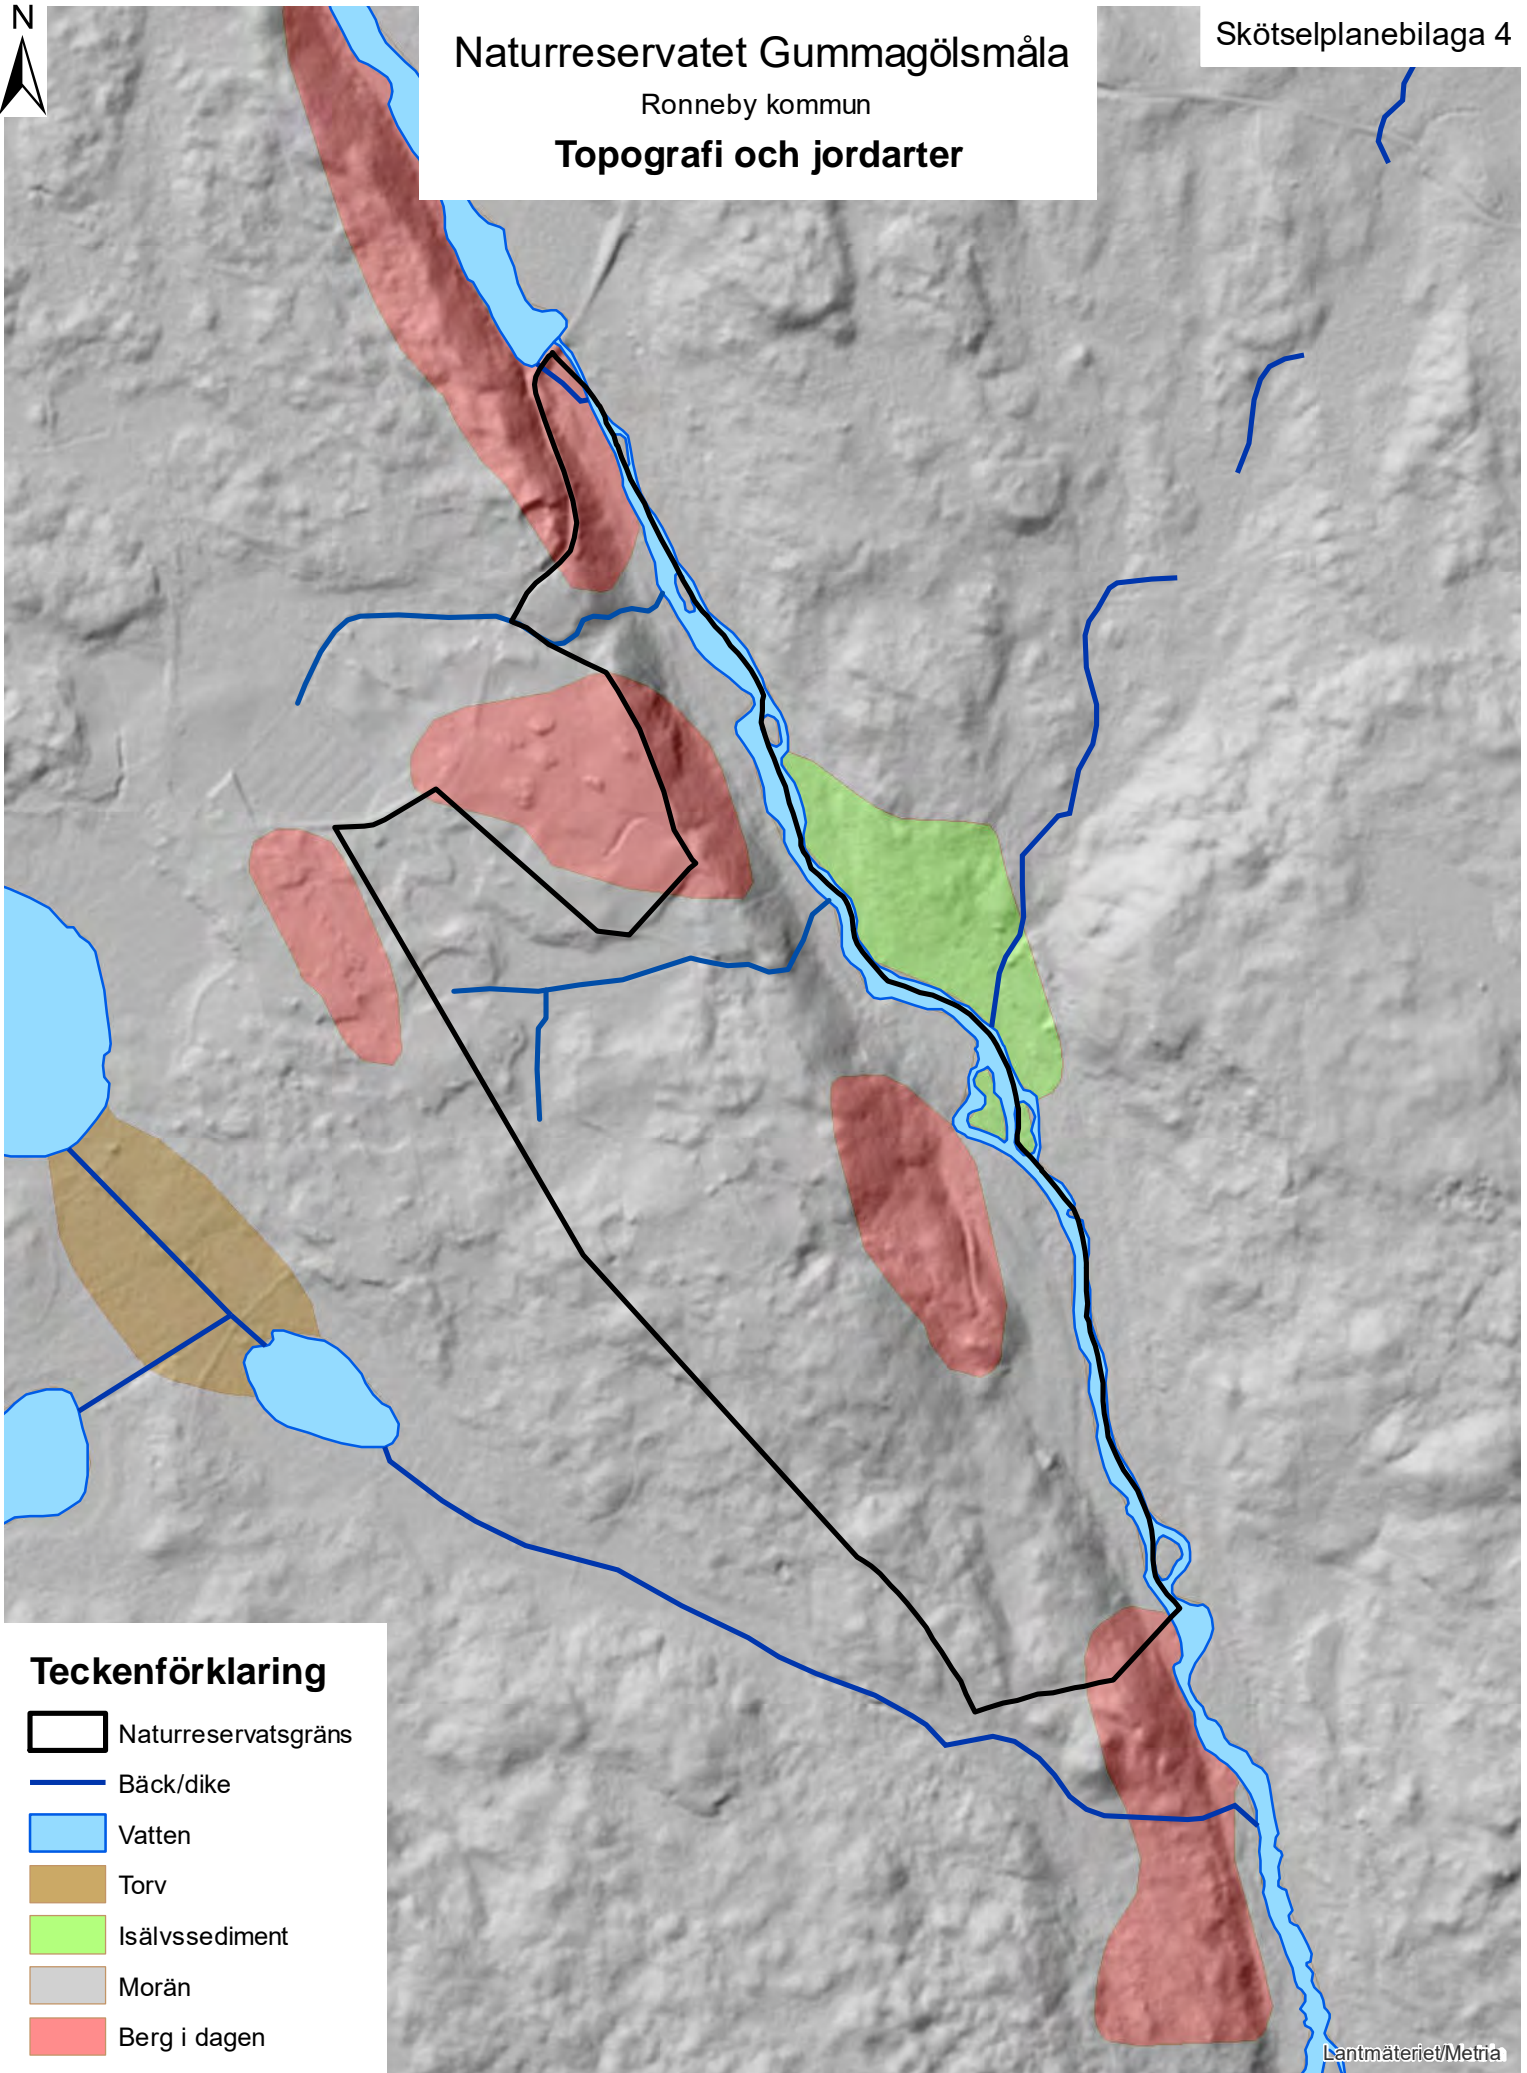 N
Naturreservatet Gummagölsmåla
Ronneby kommun
Topografi och jordarter
Skötselplanebilaga 4
Teckenförklaring
Naturreservatsgräns
Bäck/dike
Vatten
Torv
Isälvssediment
Morän
Berg i dagen
Lantmäteriet/Metria